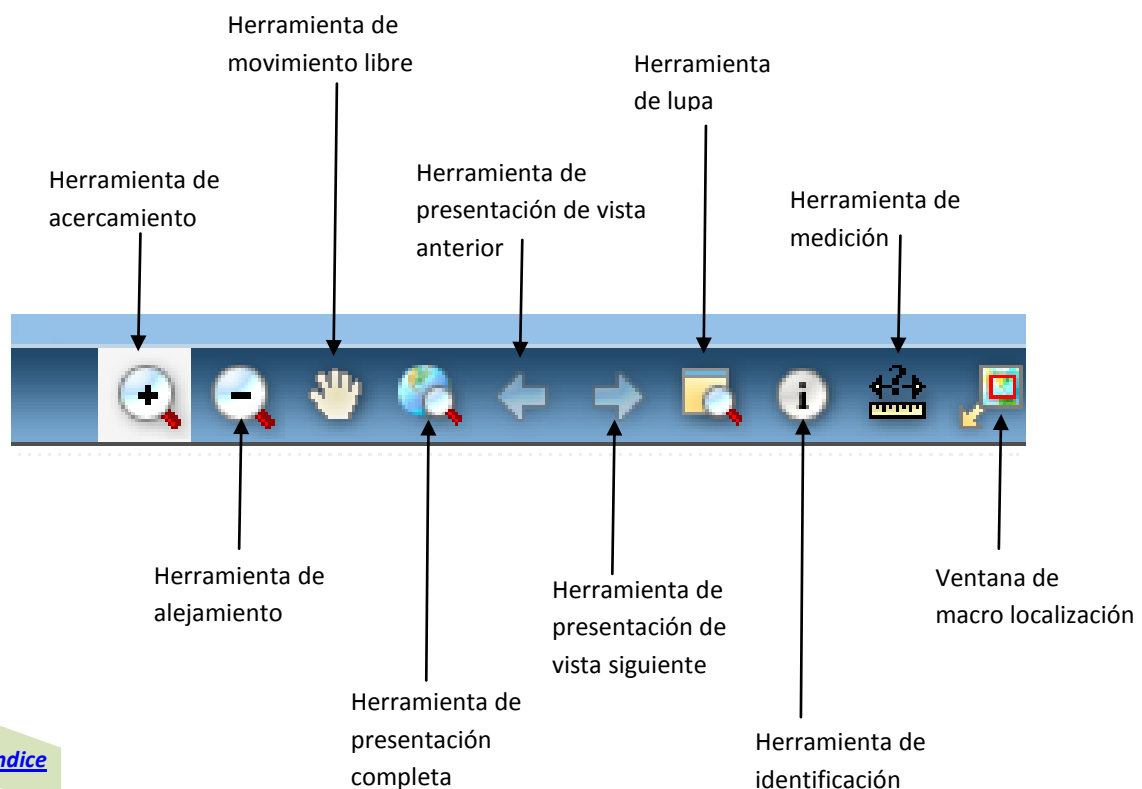 Herramienta de
movimiento libre
Herramienta
de lupa
Herramienta de
acercamiento
Herramienta de
presentación de vista
anterior
Herramienta de
medición
Herramienta de
alejamiento
Herramienta de
presentación
completa
Herramienta de
presentación de
vista siguiente
Herramienta de
identificación
Ventana de
macro localización
ndice